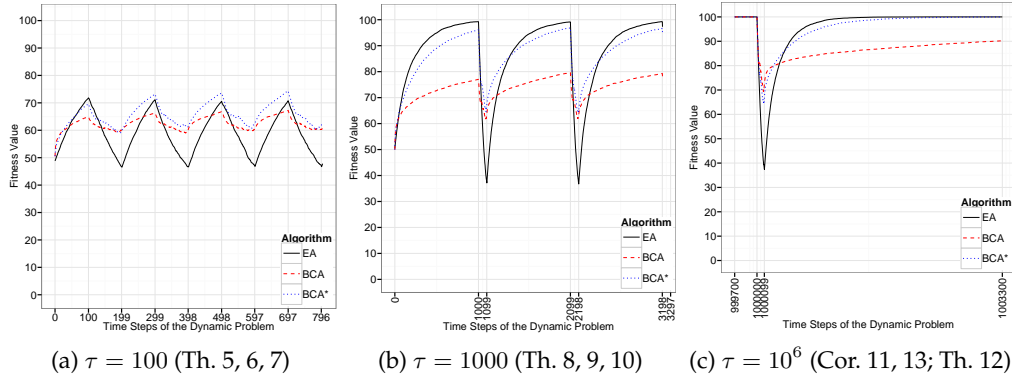 100
90
80
70
60
50
40
30
20
10
0
Fitness Value
Algorithm
EA
BCA
BCA*
0 100 199 298 398 498 597 697 796
Time Steps of the Dynamic Problem
(a) τ = 100 (Th. 5, 6, 7)
100
90
80
70
60
50
40
30
20
10
0
Fitness Value
Algorithm
EA
BCA
BCA*
0 1000 1099 2099 2198 3198 3297
Time Steps of the Dynamic Problem
(b) τ = 1000 (Th. 8, 9, 10)
100
90
80
70
60
50
40
30
20
10
0
Fitness Value
Algorithm
EA
BCA
BCA*
999700 1000000 1000099 1003300
Time Steps of the Dynamic Problem
(c) τ = 10⁶ (Cor. 11, 13; Th. 12)